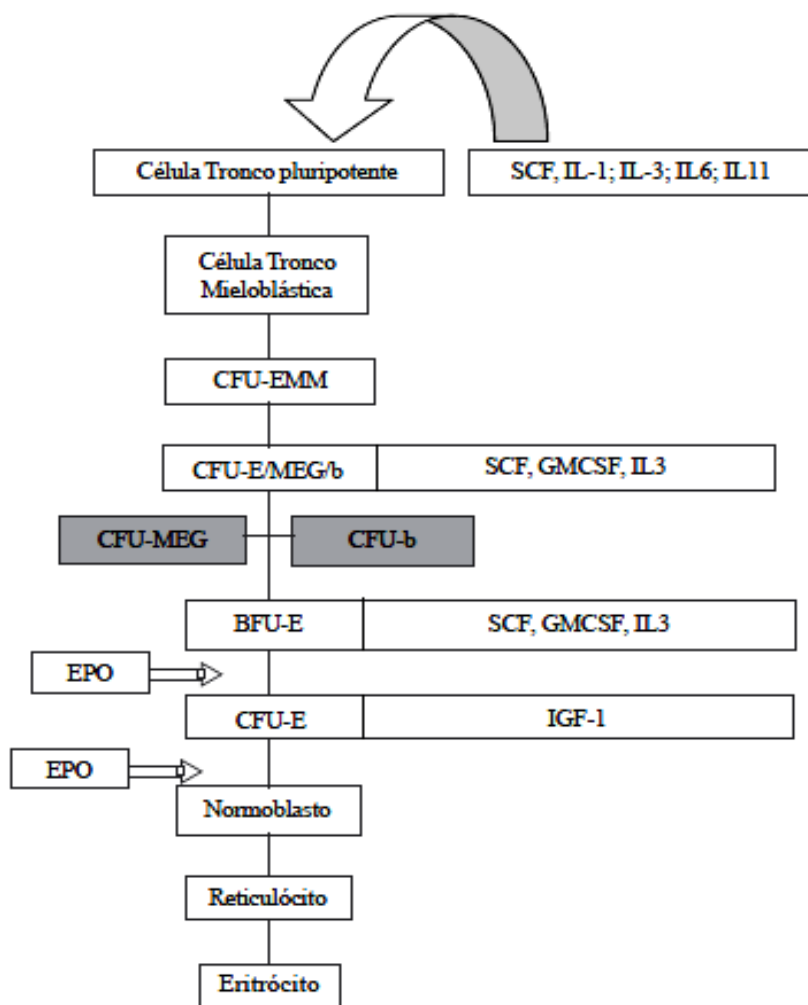 Célula Tronco pluripotente
SCF, IL-1; IL-3; IL6; IL11
Célula Tronco
Mieloblástica
CFU-EMM
CFU-E/MEG/b
SCF, GMCSF, IL3
CFU-MEG
CFU-b
BFU-E
SCF, GMCSF, IL3
EPO
CFU-E
IGF-1
EPO
Normoblasto
Reticulócito
Eritrócito